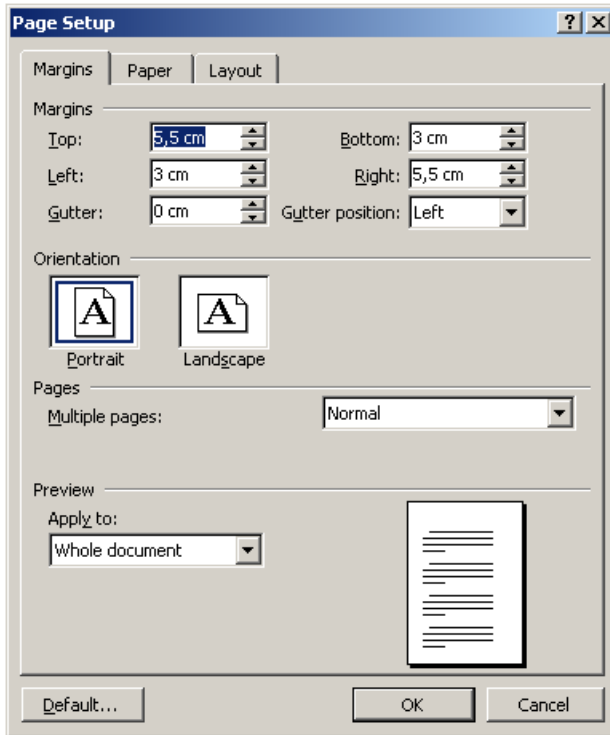 Page Setup
Margins Paper Layout
Margins
Top: 5,5 cm Bottom: 3 cm
Left: 3 cm Right: 5,5 cm
Gutter: 0 cm Gutter position: Left
Orientation
A A
Portrait Landscape
Pages
Multiple pages: Normal
Preview
Apply to:
Whole document
Default... OK Cancel